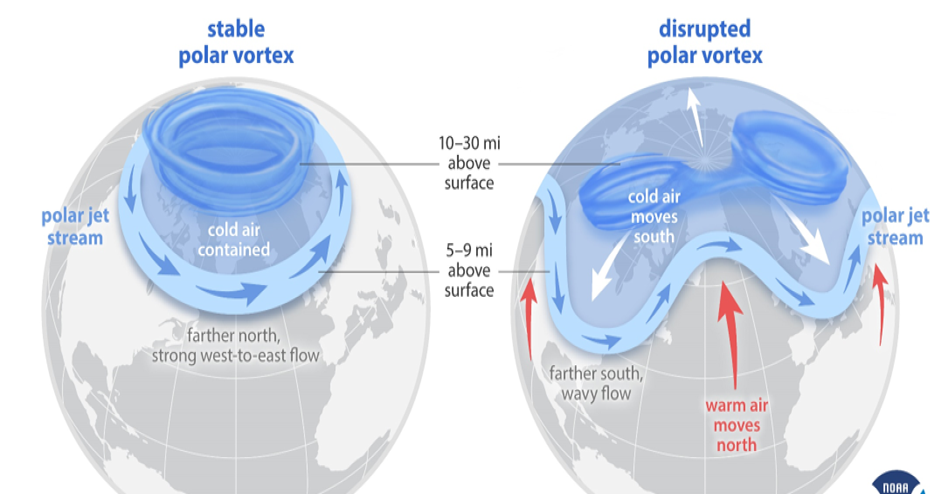 stable
polar vortex
disrupted
polar vortex
10–30 mi
above
surface
polar jet
stream
cold air
contained
5–9 mi
above
surface
farther north,
strong west-to-east flow
cold air
moves
south
polar jet
stream
farther south,
wavy flow
warm air
moves
north
NOAA